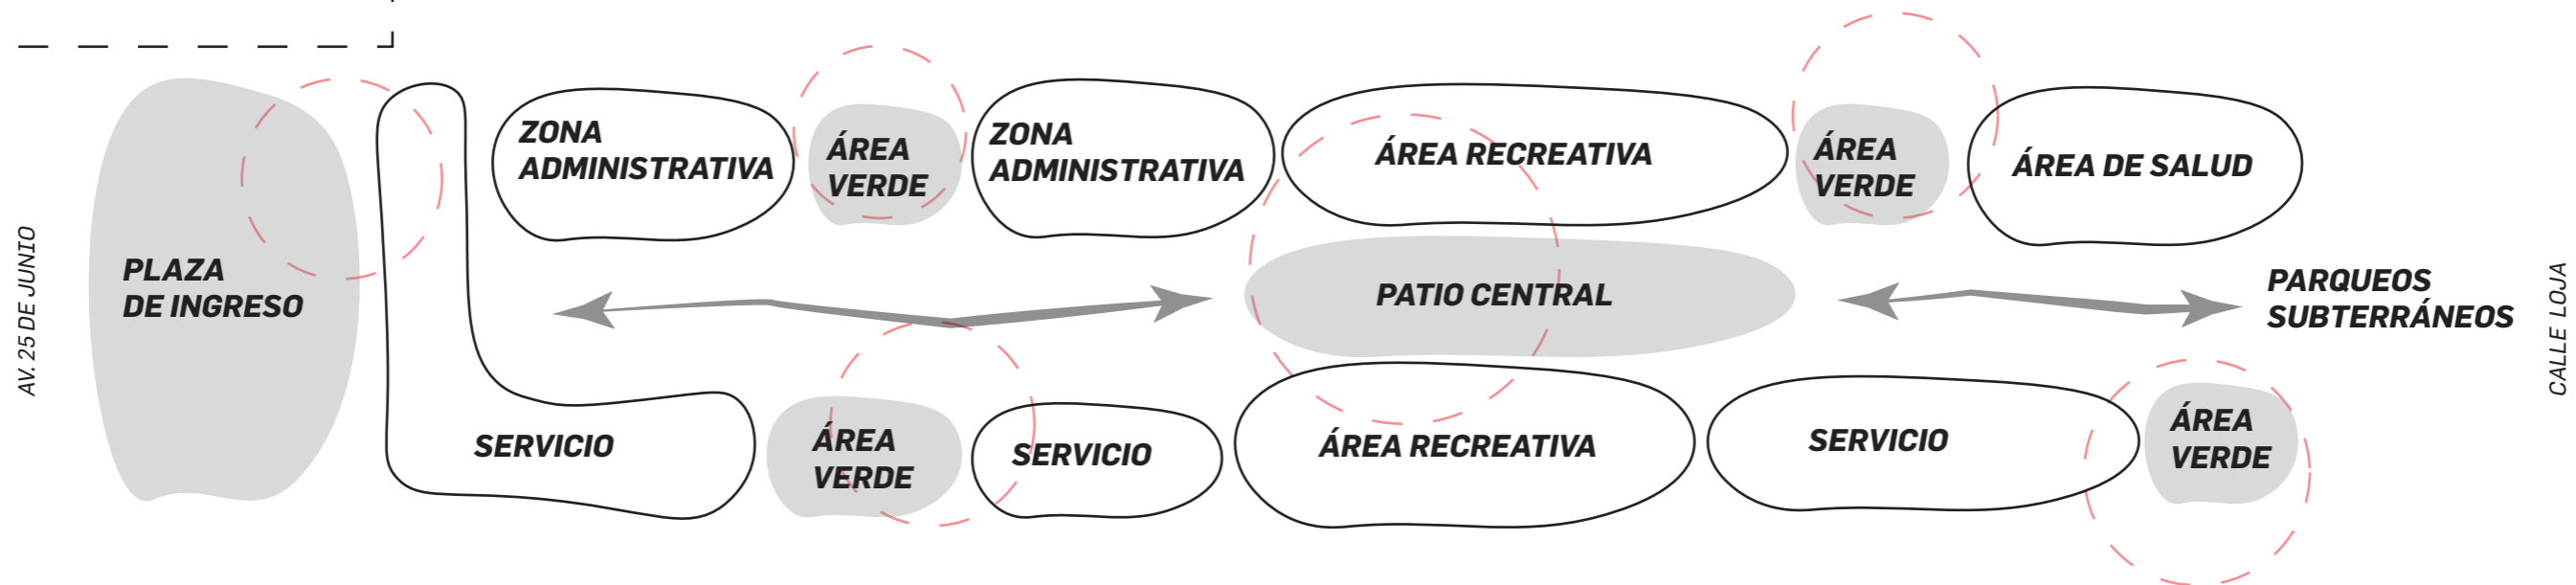 AV. 25 DE JUNIO
PLAZA
DE INGRESO
ZONA
ADMINISTRATIVA
ÁREA
VERDE
ZONA
ADMINISTRATIVA
ÁREA RECREATIVA
ÁREA
VERDE
ÁREA DE SALUD
PATIO CENTRAL
PARQUEOS
SUBTERRÁNEOS
SERVICIO
ÁREA
VERDE
SERVICIO
ÁREA RECREATIVA
SERVICIO
ÁREA
VERDE
CALLE LOJA